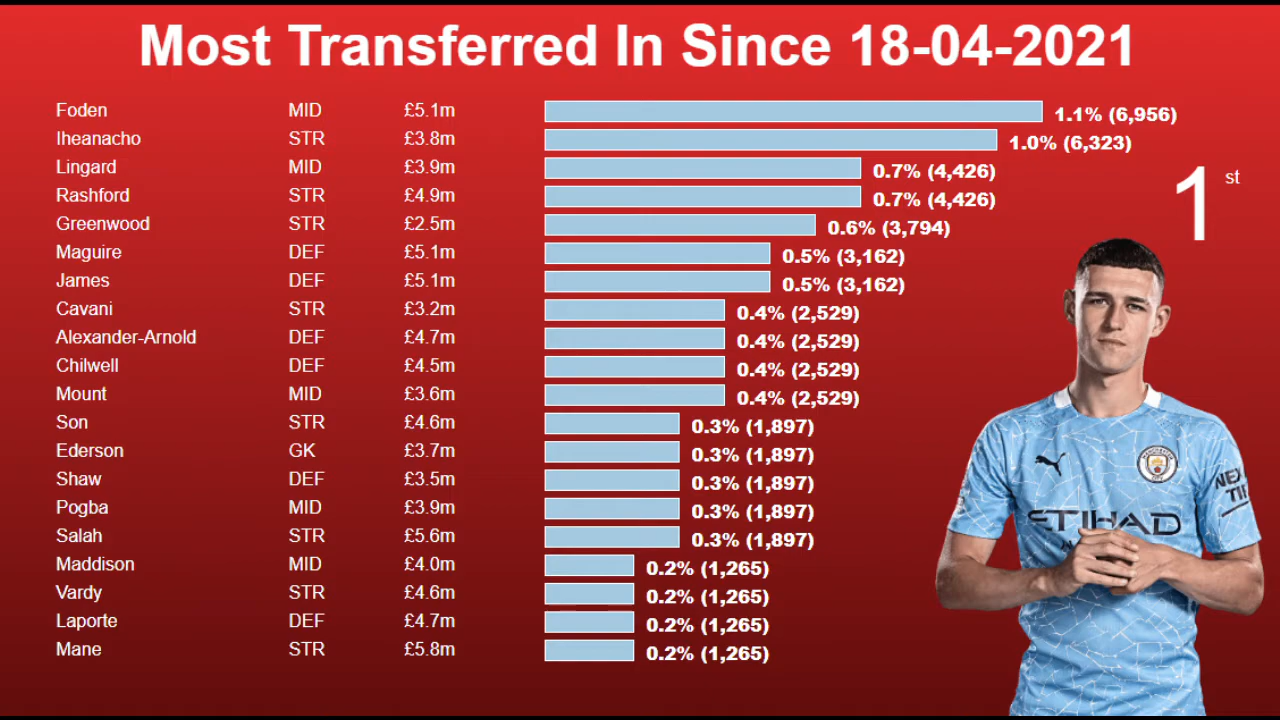 Most Transferred In Since 18-04-2021
Foden MID £5.1m 1.1% (6,956)
Iheanacho STR £3.8m 1.0% (6,323)
Lingard MID £3.9m 0.7% (4,426)
Rashford STR £4.9m 0.7% (4,426)
Greenwood STR £2.5m 0.6% (3,794)
Maguire DEF £5.1m 0.5% (3,162)
James DEF £5.1m 0.5% (3,162)
Cavani STR £3.2m 0.4% (2,529)
Alexander-Arnold DEF £4.7m 0.4% (2,529)
Chilwell DEF £4.5m 0.4% (2,529)
Mount MID £3.6m 0.4% (2,529)
Son STR £4.6m 0.3% (1,897)
Ederson GK £3.7m 0.3% (1,897)
Shaw DEF £3.5m 0.3% (1,897)
Pogba MID £3.9m 0.3% (1,897)
Salah STR £5.6m 0.3% (1,897)
Maddison MID £4.0m 0.2% (1,265)
Vardy STR £4.6m 0.2% (1,265)
Laporte DEF £4.7m 0.2% (1,265)
Mane STR £5.8m 0.2% (1,265)
1st
ETIHAD